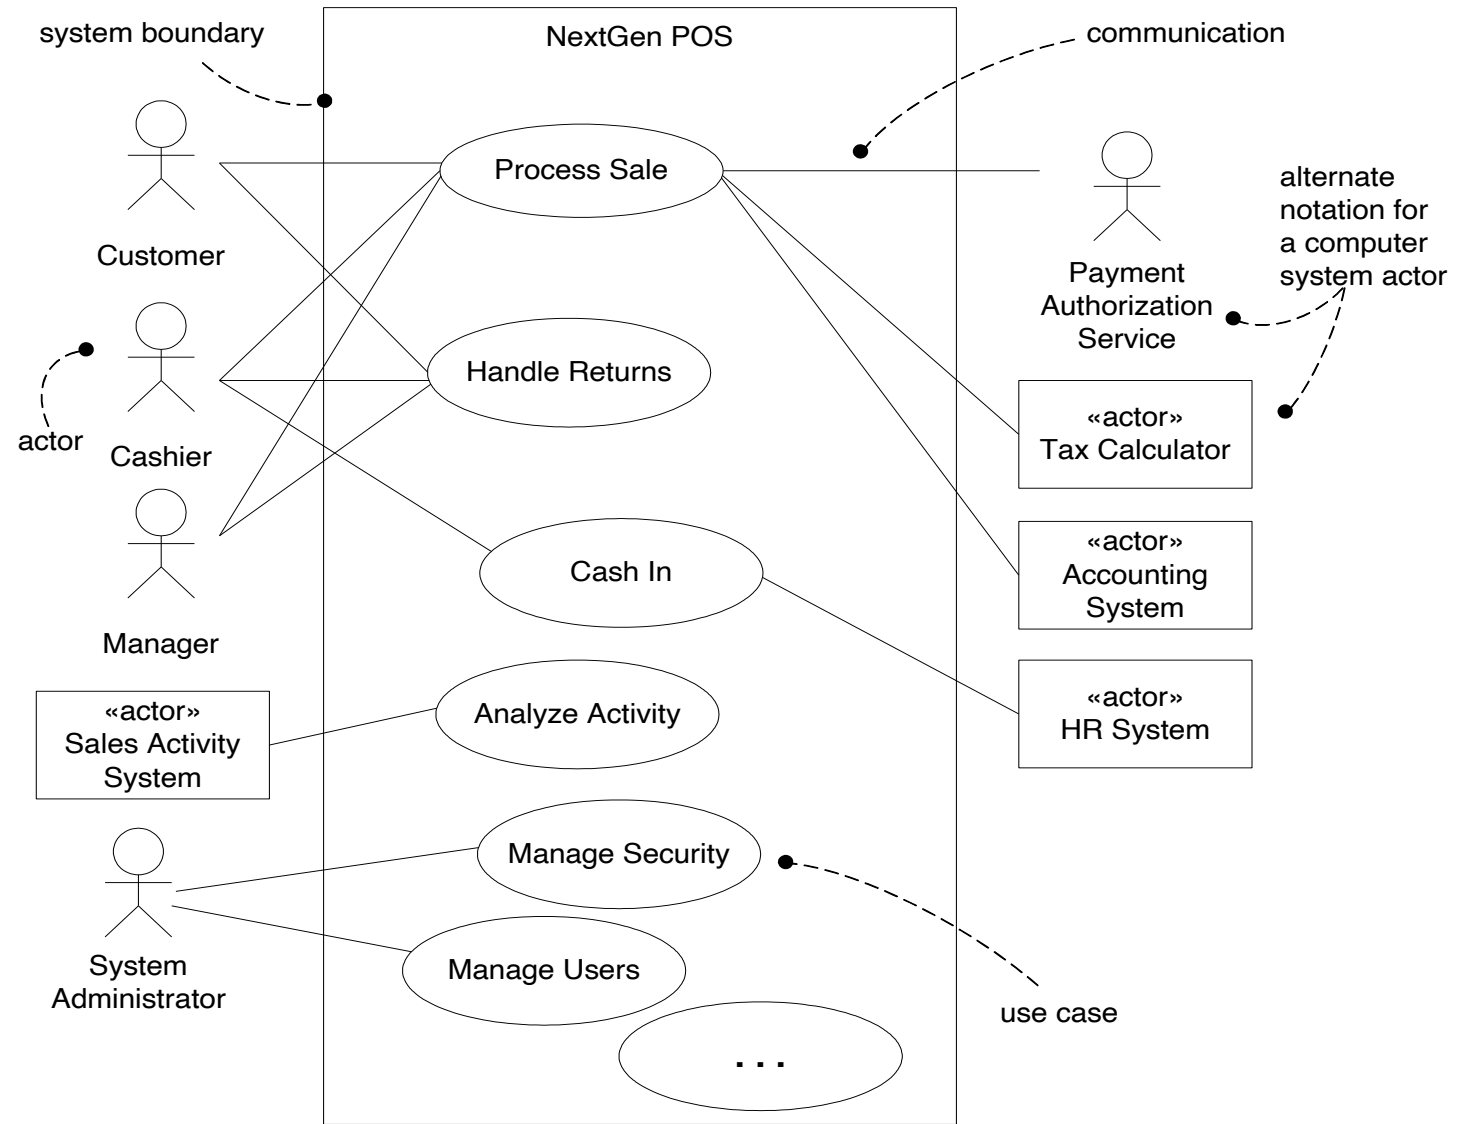 system boundary
NextGen POS
communication
Process Sale
alternate
notation for
a computer
system actor
Customer
Payment
Authorization
Service
Handle Returns
actor
Cashier
«actor»
Tax Calculator
«actor»
Accounting
System
Cash In
Manager
«actor»
Sales Activity
System
Analyze Activity
«actor»
HR System
Manage Security
System
Administrator
Manage Users
use case
...